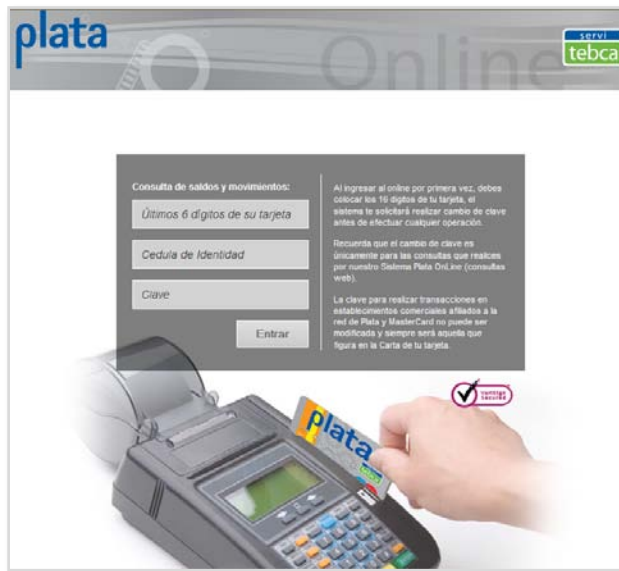 plata
Online
servi
tebca
Consulta de saldos y movimientos:
Últimos 6 dígitos de su tarjeta
Cedula de Identidad
Clave
Entrar
Al ingresar al online por primera vez, debes
colocar los 16 digitos de tu tarjeta, el
sistema te solicitará realizar cambio de clave
antes de efectuar cualquier operación.
Recuerda que el cambio de clave es
únicamente para las consultas que realices
por nuestro Sistema Plata OnLine (consultas
web).
La clave para realizar transacciones en
establecimientos comerciales afiliados a la
red de Plata y MasterCard no puede ser
modificada y siempre será aquella que
figura en la Carta de tu tarjeta.
vantige
secured
plata
tebca